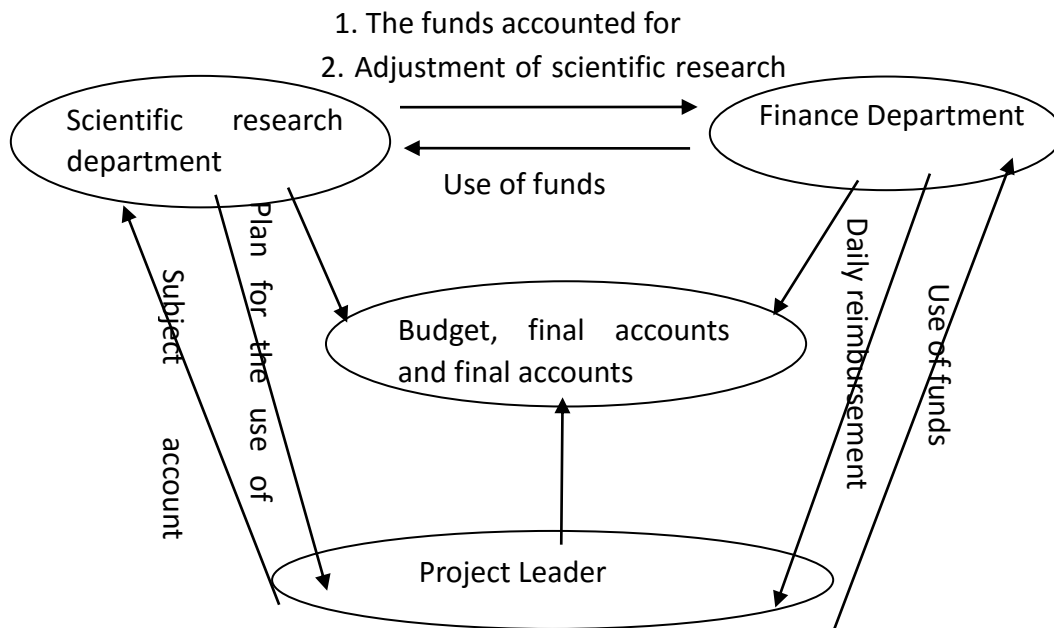 1. The funds accounted for
2. Adjustment of scientific research
Scientific research
department
Finance Department
Use of funds
Plan for the use of
Subject account
Daily reimbursement
Use of funds
Budget, final accounts
and final accounts
Project Leader